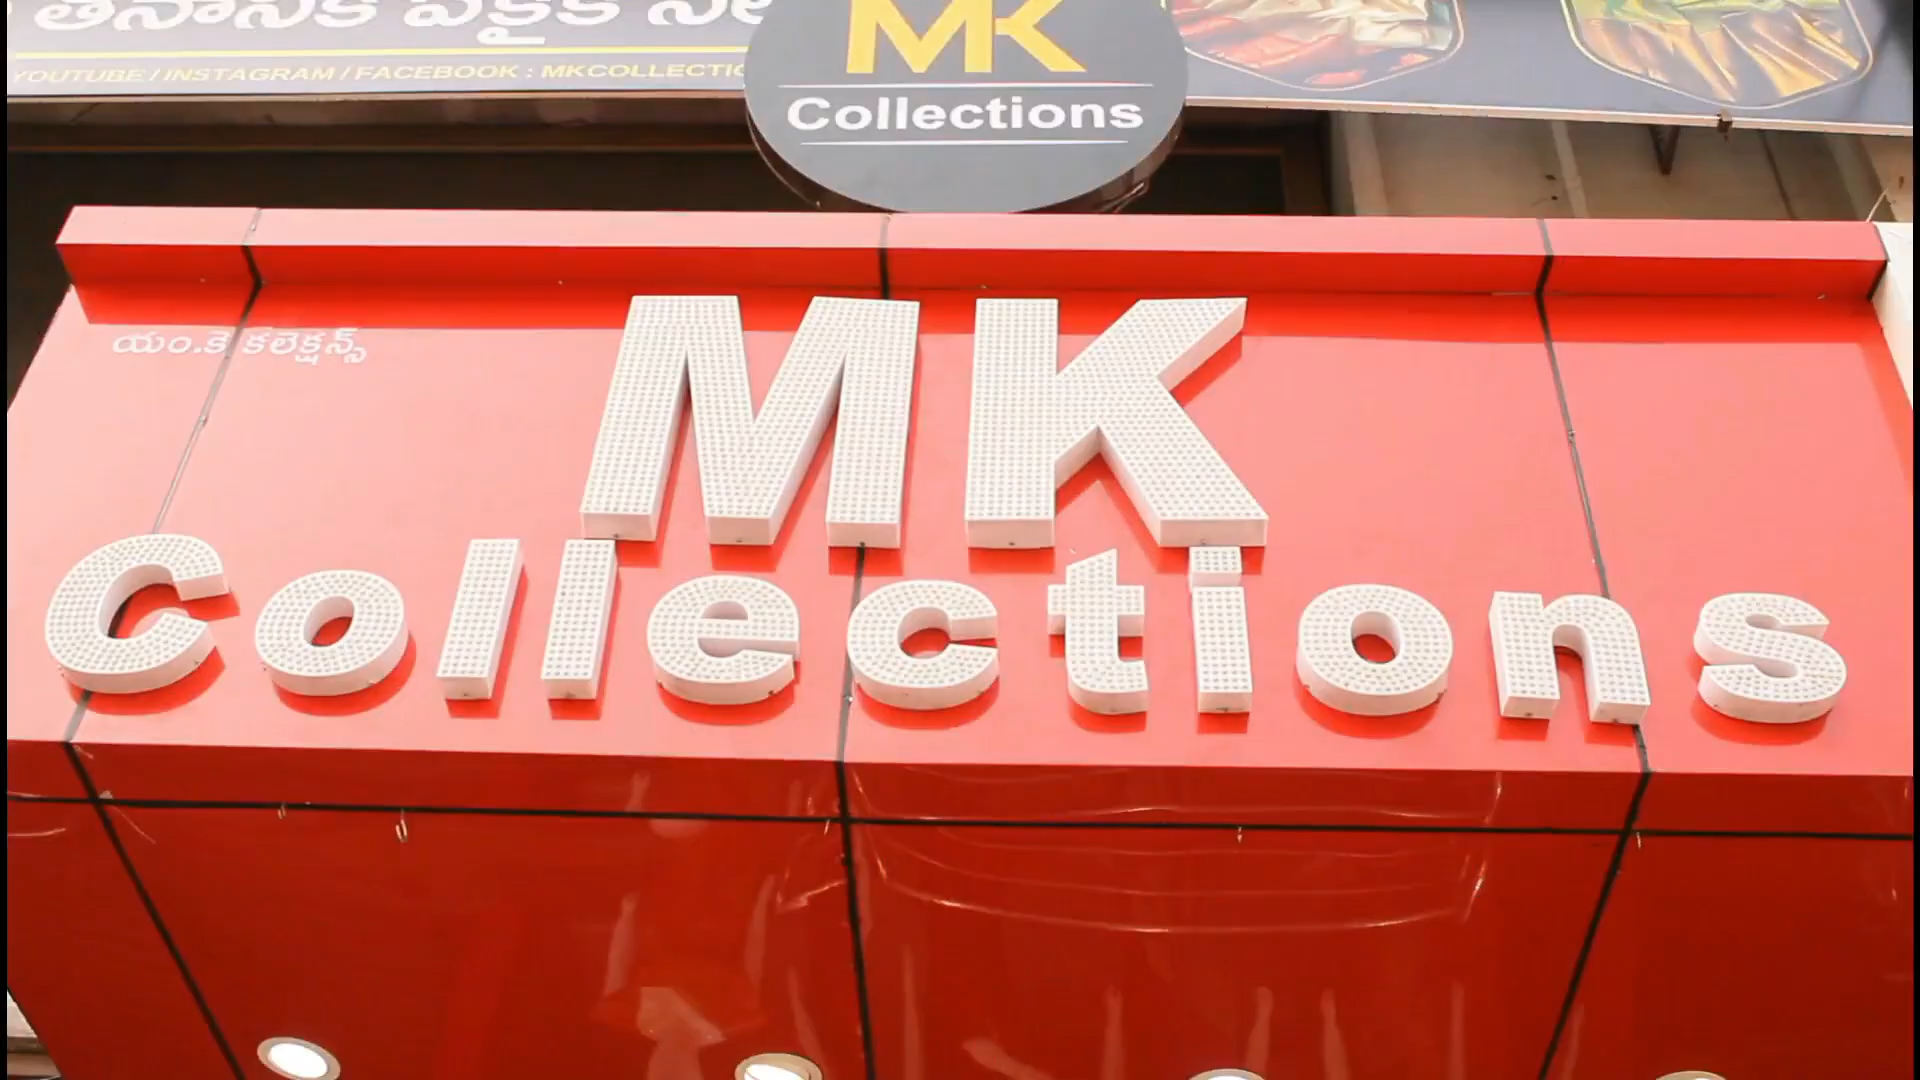 YOUTUBE / INSTAGRAM / FACEBOOK : MKCOLLECTIO
MK
Collections
యం.కె కలెక్షన్స్
MK
Collections